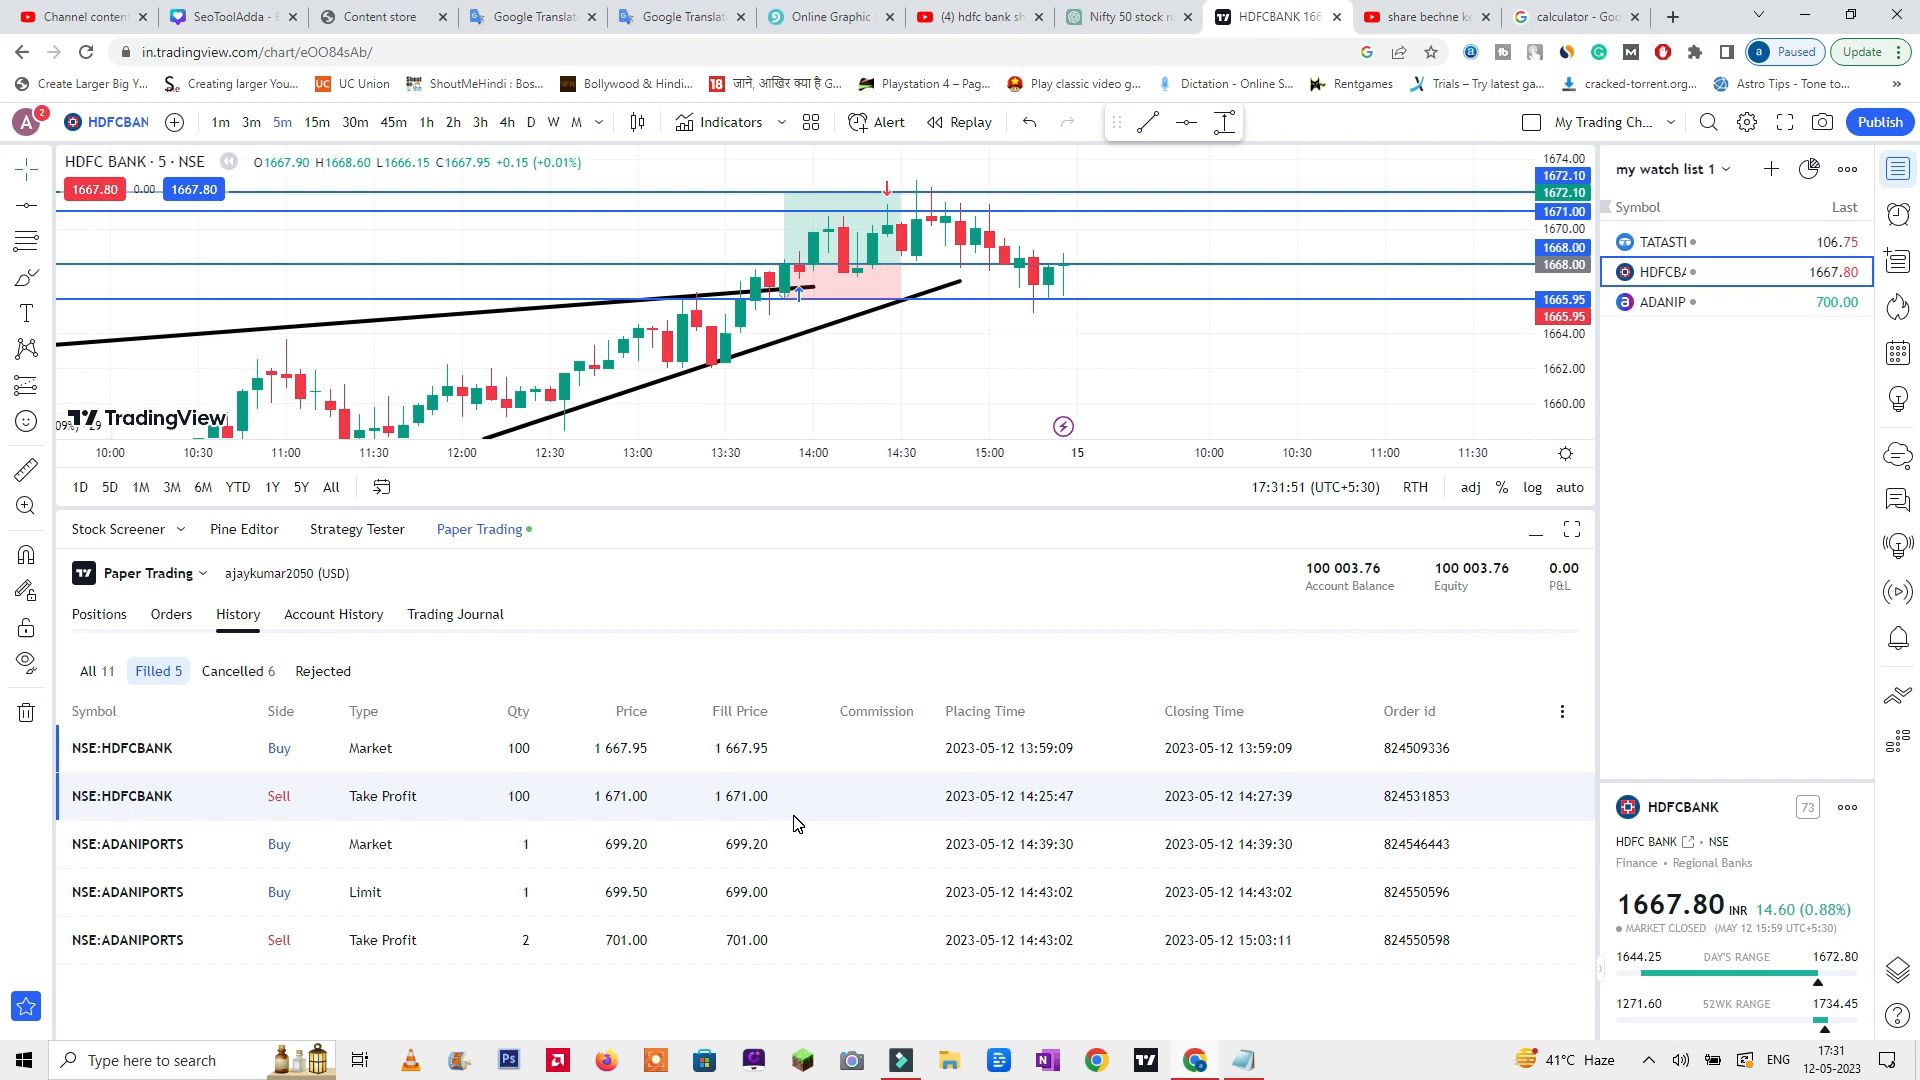 Channel content
SeoToolAdda - E
Content store
Google Translat
Google Translat
Online Graphic
(4) hdfc bank sh
Nifty 50 stock n
HDFCBANK 166
share bechne ke
calculator - Goo
in.tradingview.com/chart/eOO84sAb/
Paused
Update
Create Larger Big Y...
Creating larger You...
UC Union
ShoutMeHindi : Bos...
Bollywood & Hindi...
जाने, आखिर क्या है G...
Playstation 4 – Pag...
Play classic video g...
Dictation - Online S...
Rentgames
Trials – Try latest ga...
cracked-torrent.org...
Astro Tips - Tone to...
A 2
HDFCBAN
1m 3m 5m 15m 30m 45m 1h 2h 3h 4h D W M
Indicators
Alert
Replay
My Trading Ch...
Publish
HDFC BANK · 5 · NSE
O1667.90 H1668.60 L1666.15 C1667.95 +0.15 (+0.01%)
1667.80 0.00 1667.80
1674.00
1672.10
1672.10
1671.00
1670.00
1668.00
1668.00
1665.95
1665.95
1664.00
1662.00
1660.00
TradingView
10:00 10:30 11:00 11:30 12:00 12:30 13:00 13:30 14:00 14:30 15:00 15 10:00 10:30 11:00 11:30
1D 5D 1M 3M 6M YTD 1Y 5Y All
17:31:51 (UTC+5:30) RTH adj % log auto
Stock Screener Pine Editor Strategy Tester Paper Trading
Paper Trading ajaykumar2050 (USD)
100 003.76 100 003.76 0.00
Account Balance Equity P&L
Positions Orders History Account History Trading Journal
All 11 Filled 5 Cancelled 6 Rejected
Symbol Side Type Qty Price Fill Price Commission Placing Time Closing Time Order id
NSE:HDFCBANK Buy Market 100 1 667.95 1 667.95 2023-05-12 13:59:09 2023-05-12 13:59:09 824509336
NSE:HDFCBANK Sell Take Profit 100 1 671.00 1 671.00 2023-05-12 14:25:47 2023-05-12 14:27:39 824531853
NSE:ADANIPORTS Buy Market 1 699.20 699.20 2023-05-12 14:39:30 2023-05-12 14:39:30 824546443
NSE:ADANIPORTS Buy Limit 1 699.50 699.00 2023-05-12 14:43:02 2023-05-12 14:43:02 824550596
NSE:ADANIPORTS Sell Take Profit 2 701.00 701.00 2023-05-12 14:43:02 2023-05-12 15:03:11 824550598
my watch list 1
Symbol Last
TATASTI 106.75
HDFCBA 1667.80
ADANIP 700.00
HDFCBANK 73
HDFC BANK • NSE
Finance • Regional Banks
1667.80 INR 14.60 (0.88%)
MARKET CLOSED (MAY 12 15:59 UTC+5:30)
1644.25 DAY'S RANGE 1672.80
1271.60 52WK RANGE 1734.45
Type here to search
41°C Haze
ENG
17:31
12-05-2023